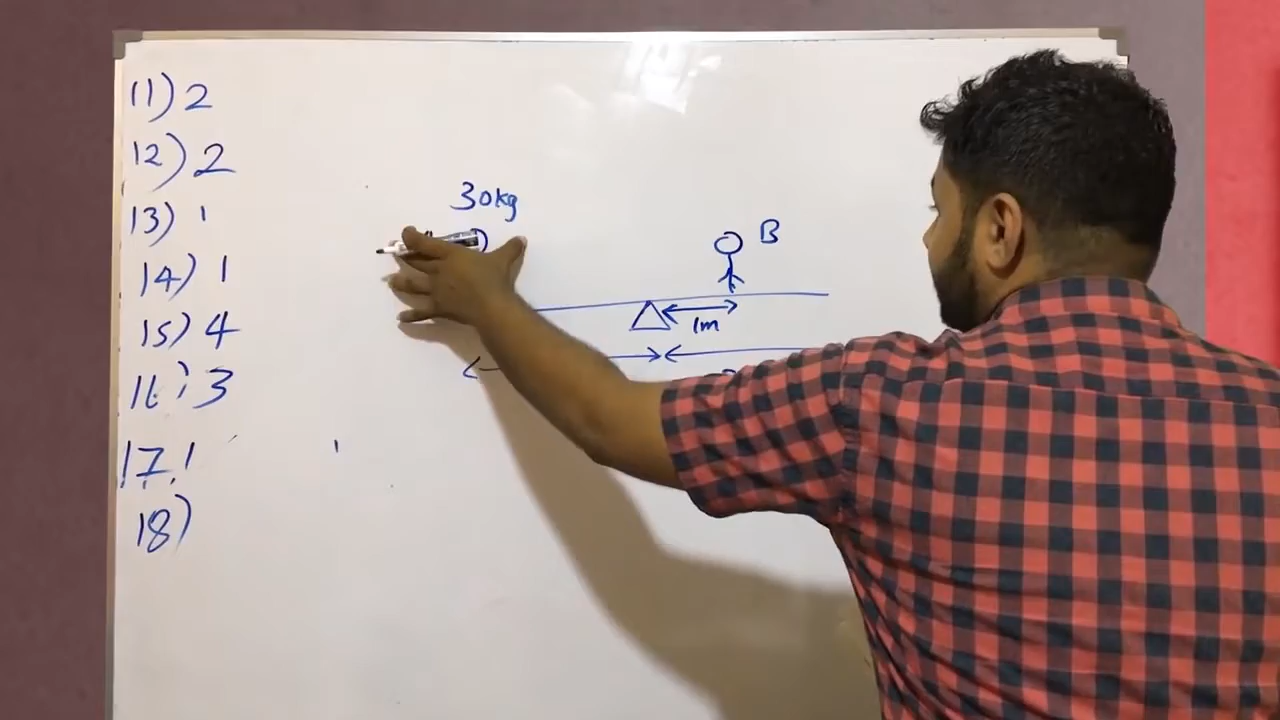 11) 2
12) 2
13) 1
14) 1
15) 4
16) 3
17. 1
18)
30kg
B
1m